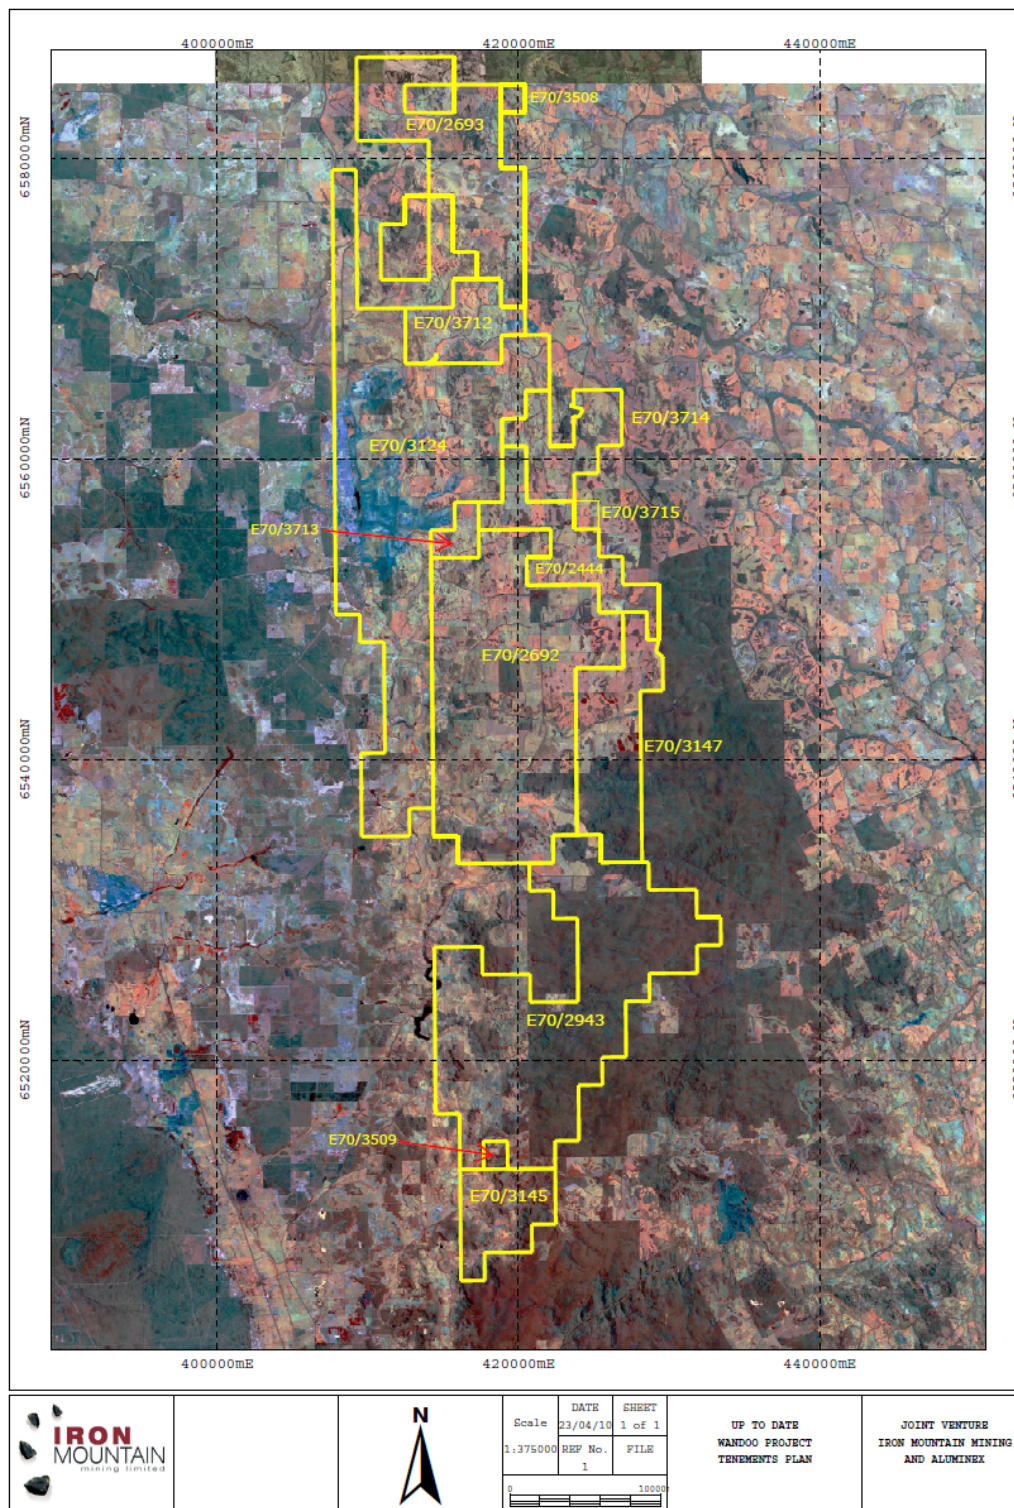 400000mE
420000mE
440000mE
E70/3508
E70/2693
6580000mN
E70/3712
E70/3714
E70/3124
6560000mN
E70/3715
E70/3713
E70/2444
E70/2692
E70/3147
6540000mN
E70/2943
6520000mN
E70/3509
E70/3145
400000mE
420000mE
440000mE
IRON
MOUNTAIN
mining limited
N
Scale
1:375000
DATE
23/04/10
SHEET
1 of 1
REF No.
1
FILE
0
UP TO DATE
WANDOO PROJECT
TENEMENTS PLAN
JOINT VENTURE
IRON MOUNTAIN MINING
AND ALUMINEX